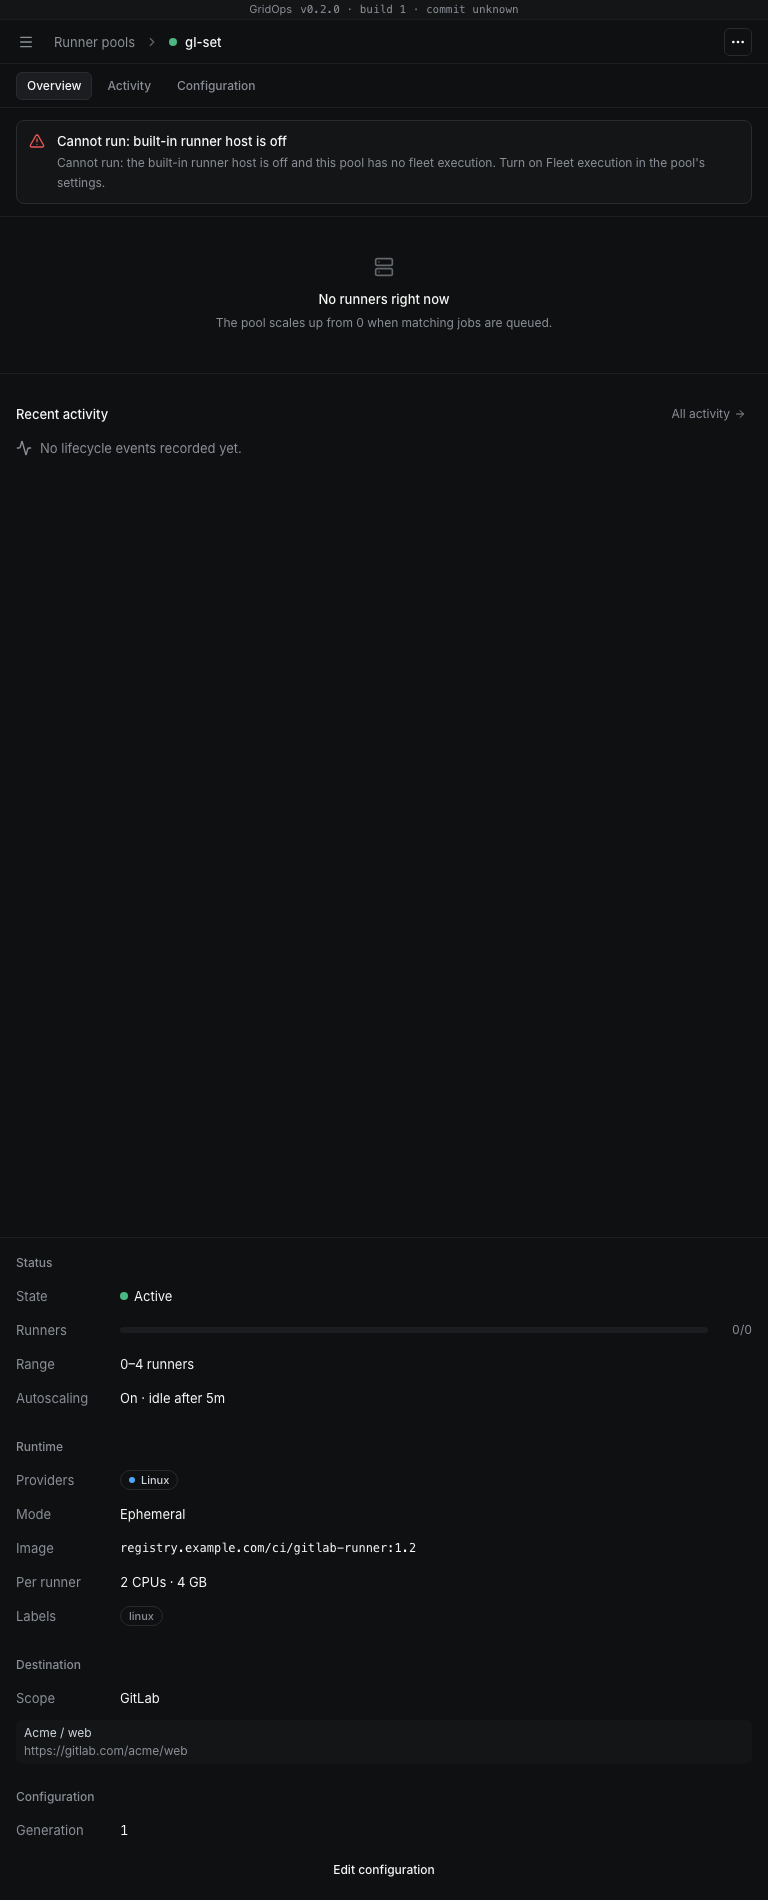 GridOps v0.2.0 · build 1 · commit unknown
Runner pools
gl-set
Overview
Activity
Configuration
Cannot run: built-in runner host is off
Cannot run: the built-in runner host is off and this pool has no fleet execution. Turn on Fleet execution in the pool's
settings.
No runners right now
The pool scales up from 0 when matching jobs are queued.
Recent activity
All activity →
No lifecycle events recorded yet.
Status
State Active
Runners 0/0
Range 0–4 runners
Autoscaling On · idle after 5m
Runtime
Providers Linux
Mode Ephemeral
Image registry.example.com/ci/gitlab-runner:1.2
Per runner 2 CPUs · 4 GB
Labels linux
Destination
Scope GitLab
Acme / web
https://gitlab.com/acme/web
Configuration
Generation 1
Edit configuration